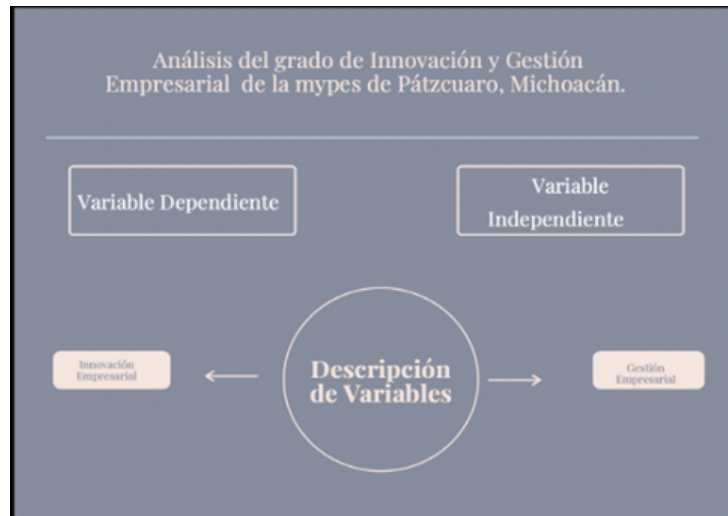 Análisis del grado de Innovación y Gestión
Empresarial de la mypes de Pátzcuaro, Michoacán.
Variable Dependiente
Variable
Independiente
Innovación
Empresarial
Descripción
de Variables
Gestión
Empresarial